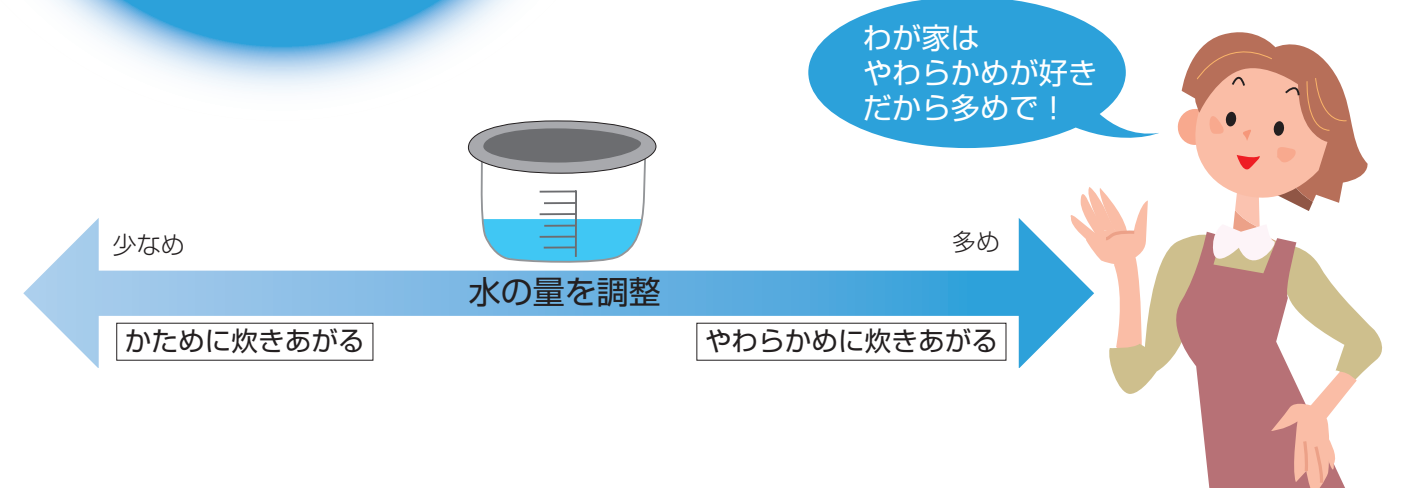 わが家は
やわらかめが好き
だから多めで！
少なめ
多め
水の量を調整
かために炊きあがる
やわらかめに炊きあがる